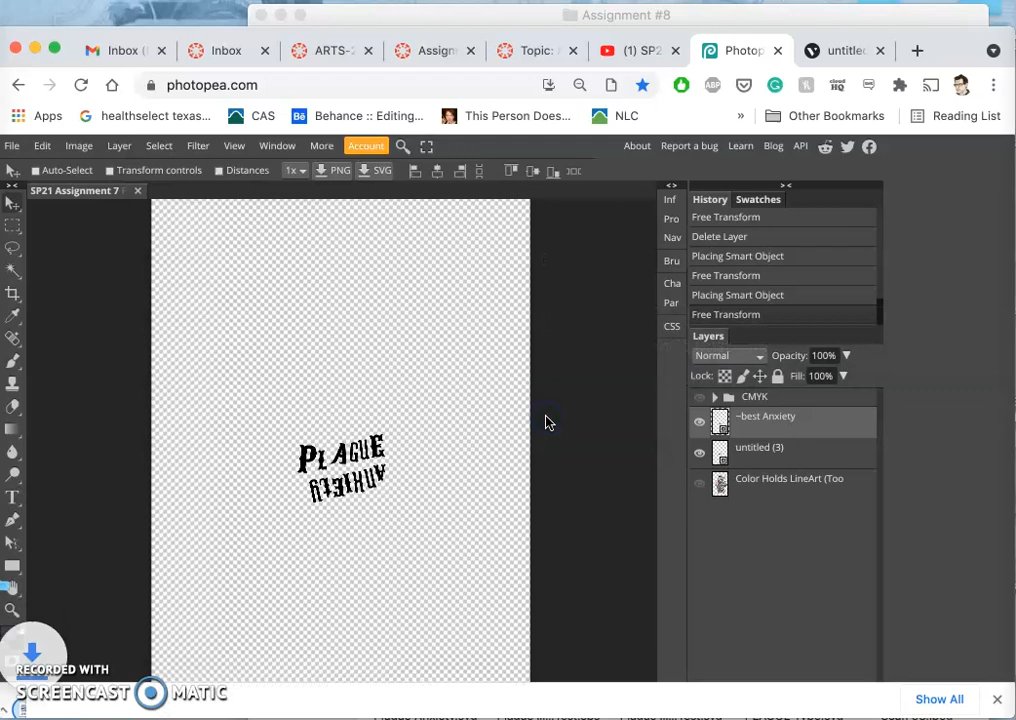 Assignment #8
Inbox ( Inbox ARTS-2 Assign Topic: A (1) SP2 Photop untitle
photopea.com
Apps healthselect texas... CAS Behance :: Editing... This Person Does... NLC » Other Bookmarks Reading List
File Edit Image Layer Select Filter View Window More Account About Report a bug Learn Blog API
Auto-Select Transform controls Distances 1x PNG SVG
SP21 Assignment 7
Inf
Pro
Nav
Bru
Cha
Par
CSS
History Swatches
Free Transform
Delete Layer
Placing Smart Object
Free Transform
Placing Smart Object
Free Transform
Layers
Normal Opacity: 100%
Lock: Fill: 100%
CMYK
~best Anxiety
untitled (3)
Color Holds LineArt (Too
PLAGUE
ANXIETY
RECORDED WITH
SCREENCAST MATIC
Show All